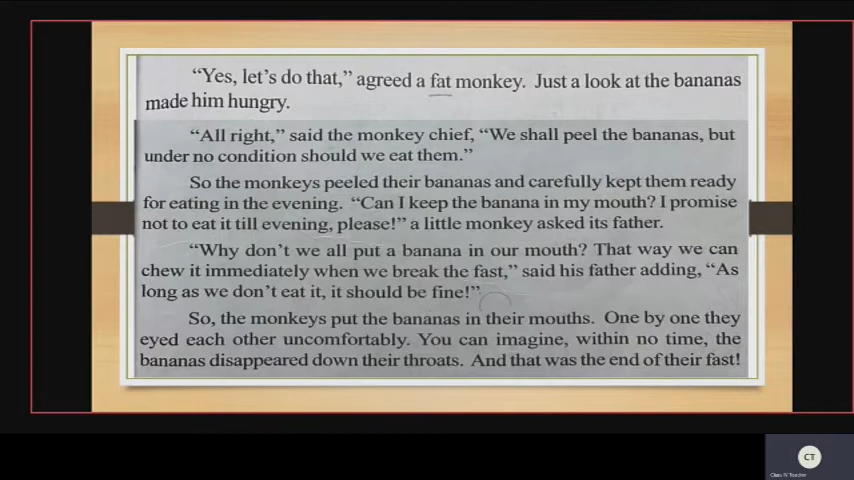 "Yes, let's do that," agreed a fat monkey. Just a look at the bananas
made him hungry.
"All right," said the monkey chief, "We shall peel the bananas, but
under no condition should we eat them."
So the monkeys peeled their bananas and carefully kept them ready
for eating in the evening. "Can I keep the banana in my mouth? I promise
not to eat it till evening, please!" a little monkey asked its father.
"Why don't we all put a banana in our mouth? That way we can
chew it immediately when we break the fast," said his father adding, "As
long as we don't eat it, it should be fine!"
So, the monkeys put the bananas in their mouths. One by one they
eyed each other uncomfortably. You can imagine, within no time, the
bananas disappeared down their throats. And that was the end of their fast!
CT
Class IV Teacher